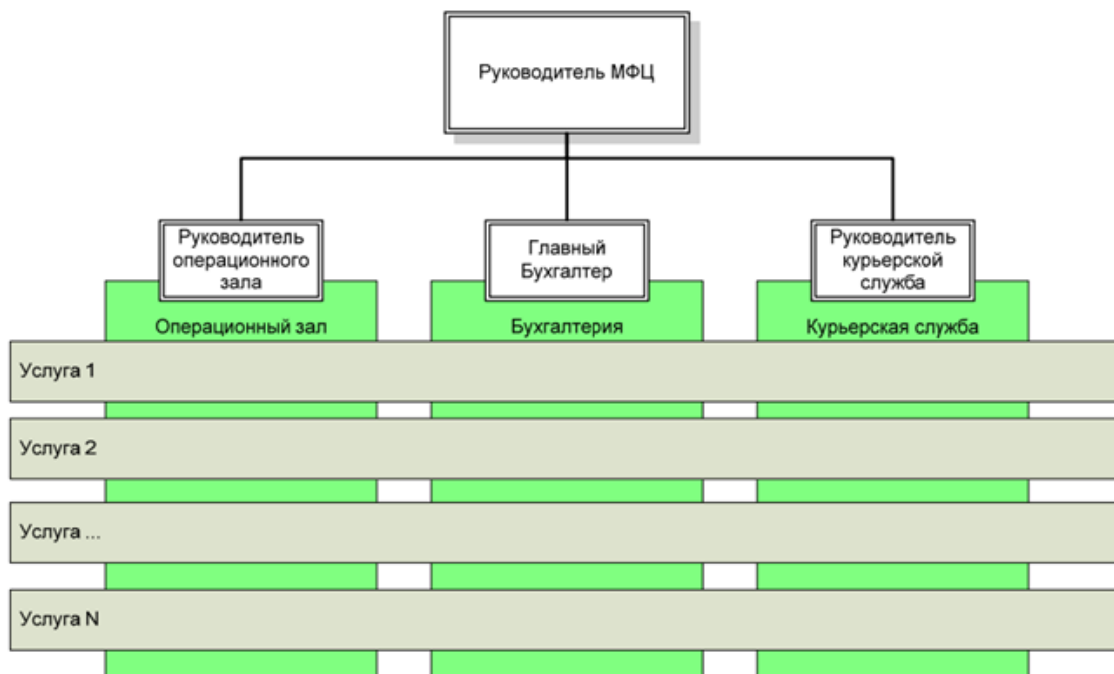 Руководитель МФЦ
Руководитель
операционного
зала
Главный
Бухгалтер
Руководитель
курьерской
служба
Операционный зал
Бухгалтерия
Курьерская служба
Услуга 1
Услуга 2
Услуга ...
Услуга N